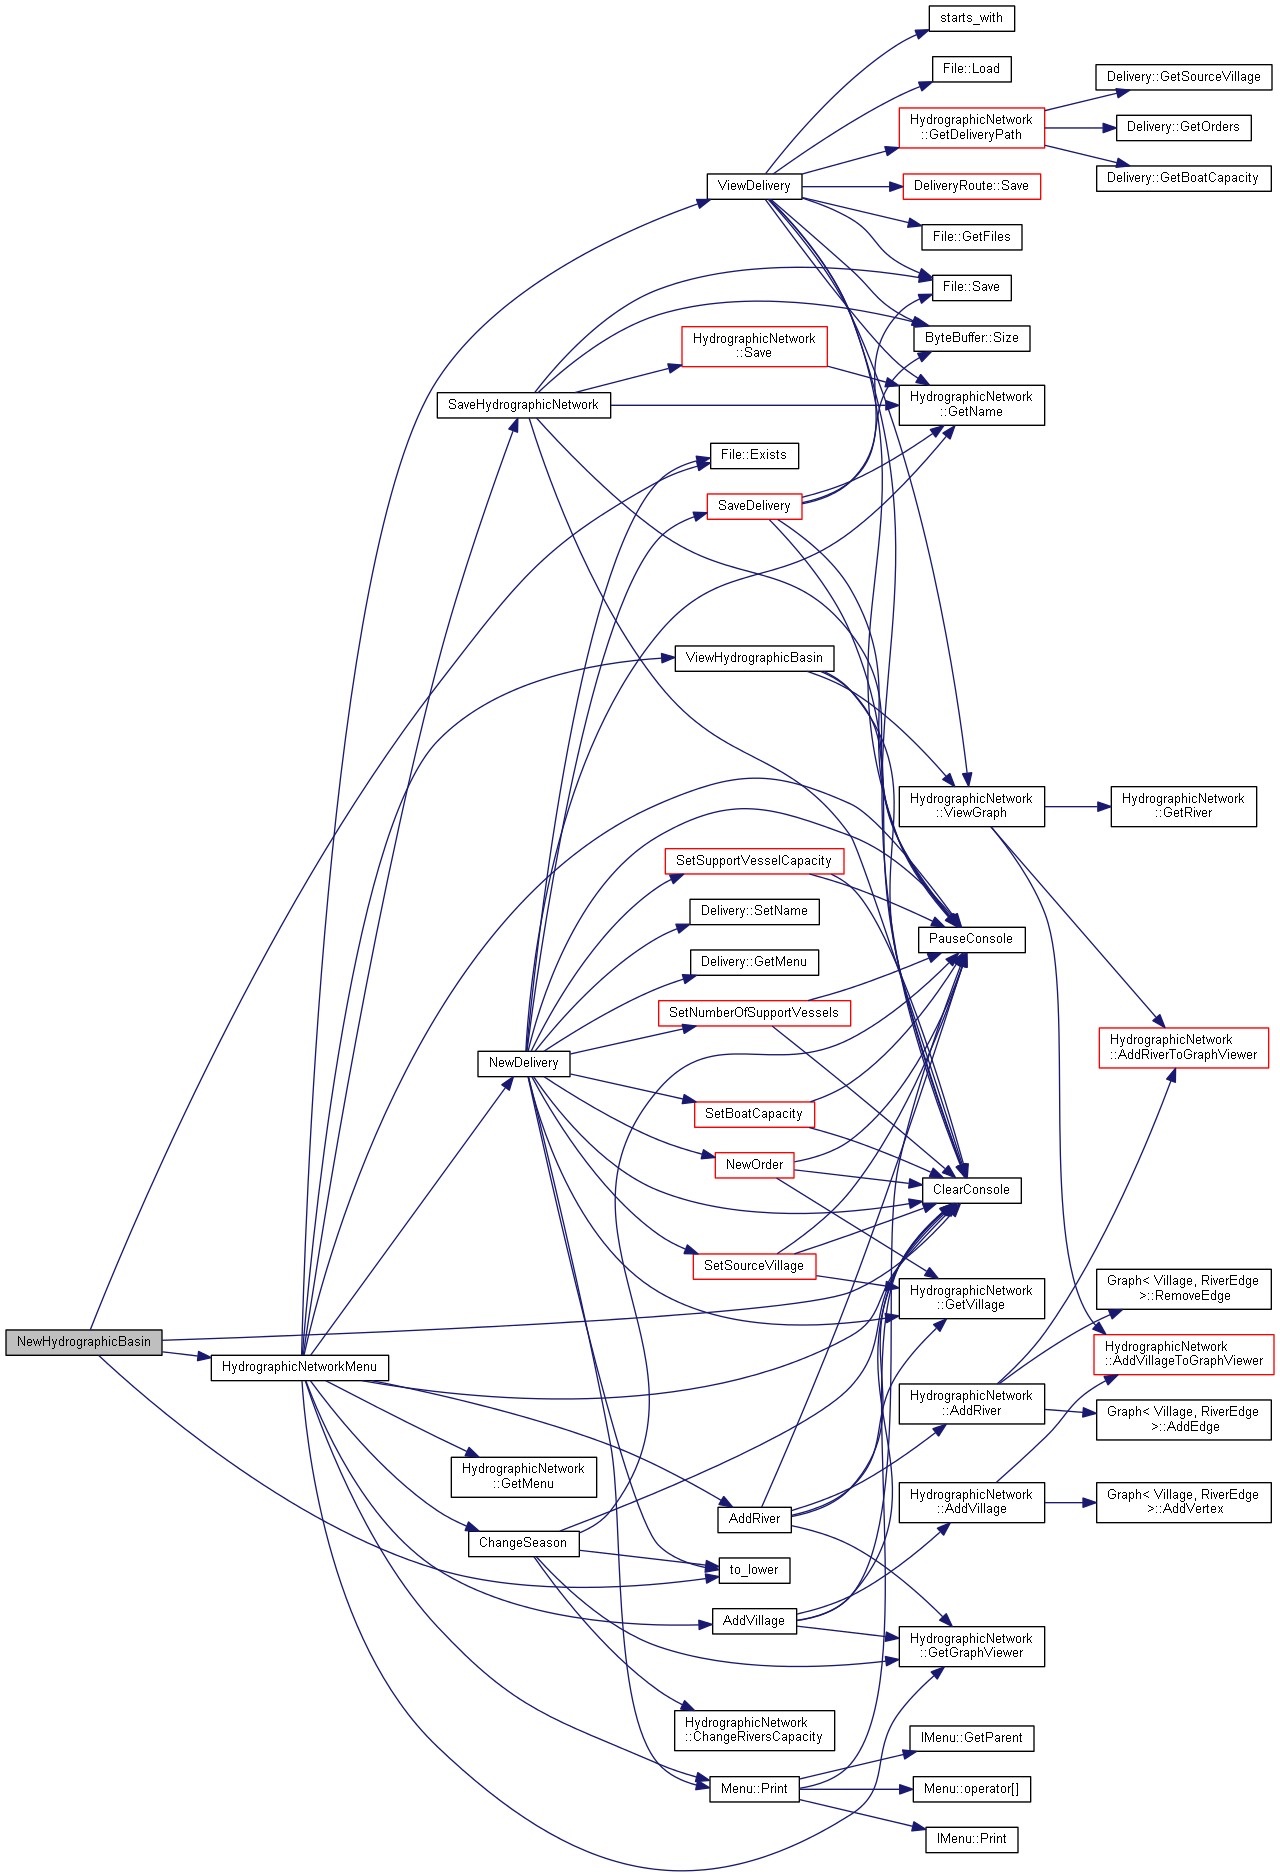 starts_with
File::Load
Delivery::GetSourceVillage
HydrographicNetwork
::GetDeliveryPath
Delivery::GetOrders
Delivery::GetBoatCapacity
ViewDelivery
DeliveryRoute::Save
File::GetFiles
File::Save
ByteBuffer::Size
HydrographicNetwork
::Save
HydrographicNetwork
::GetName
SaveHydrographicNetwork
File::Exists
SaveDelivery
ViewHydrographicBasin
HydrographicNetwork
::ViewGraph
HydrographicNetwork
::GetRiver
SetSupportVesselCapacity
Delivery::SetName
PauseConsole
Delivery::GetMenu
SetNumberOfSupportVessels
HydrographicNetwork
::AddRiverToGraphViewer
NewDelivery
SetBoatCapacity
NewOrder
ClearConsole
SetSourceVillage
HydrographicNetwork
::GetVillage
Graph< Village, RiverEdge
>::RemoveEdge
NewHydrographicBasin
HydrographicNetworkMenu
HydrographicNetwork
::AddVillageToGraphViewer
HydrographicNetwork
::AddRiver
Graph< Village, RiverEdge
>::AddEdge
HydrographicNetwork
::GetMenu
HydrographicNetwork
::AddVillage
Graph< Village, RiverEdge
>::AddVertex
AddRiver
ChangeSeason
to_lower
AddVillage
HydrographicNetwork
::GetGraphViewer
HydrographicNetwork
::ChangeRiversCapacity
IMenu::GetParent
Menu::Print
Menu::operator[]
IMenu::Print